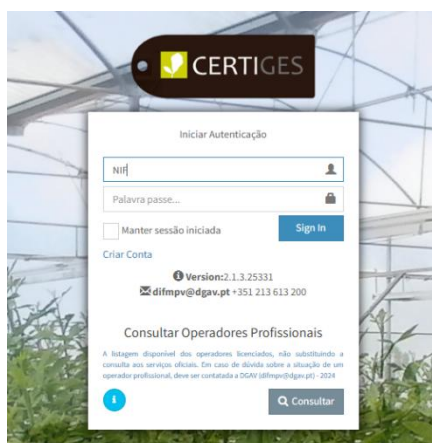 CERTIGES
Iniciar Autenticação
NIF
Palavra passe...
Manter sessão iniciada
Sign In
Criar Conta
Version:2.1.3.25331
difmpv@dgav.pt +351 213 613 200
Consultar Operadores Profissionais
A listagem disponível dos operadores licenciados, não substituindo a
consulta aos serviços oficiais. Em caso de dúvida sobre a situação de um
operador profissional, deve ser contatada a DGAV (difmpv@dgav.pt) - 2024
Consultar